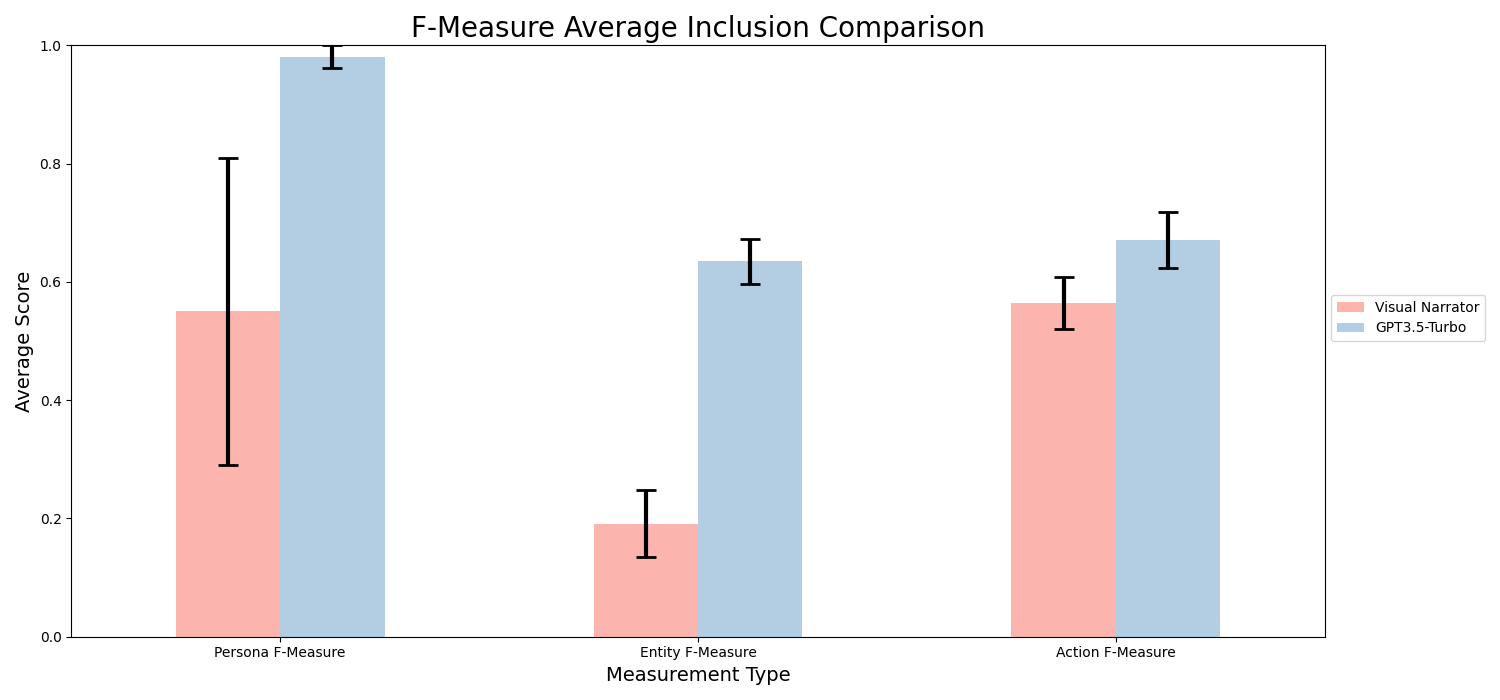 F-Measure Average Inclusion Comparison
Average Score
1.0
0.8
0.6
0.4
0.2
0.0
Persona F-Measure
Entity F-Measure
Action F-Measure
Measurement Type
Visual Narrator
GPT3.5-Turbo